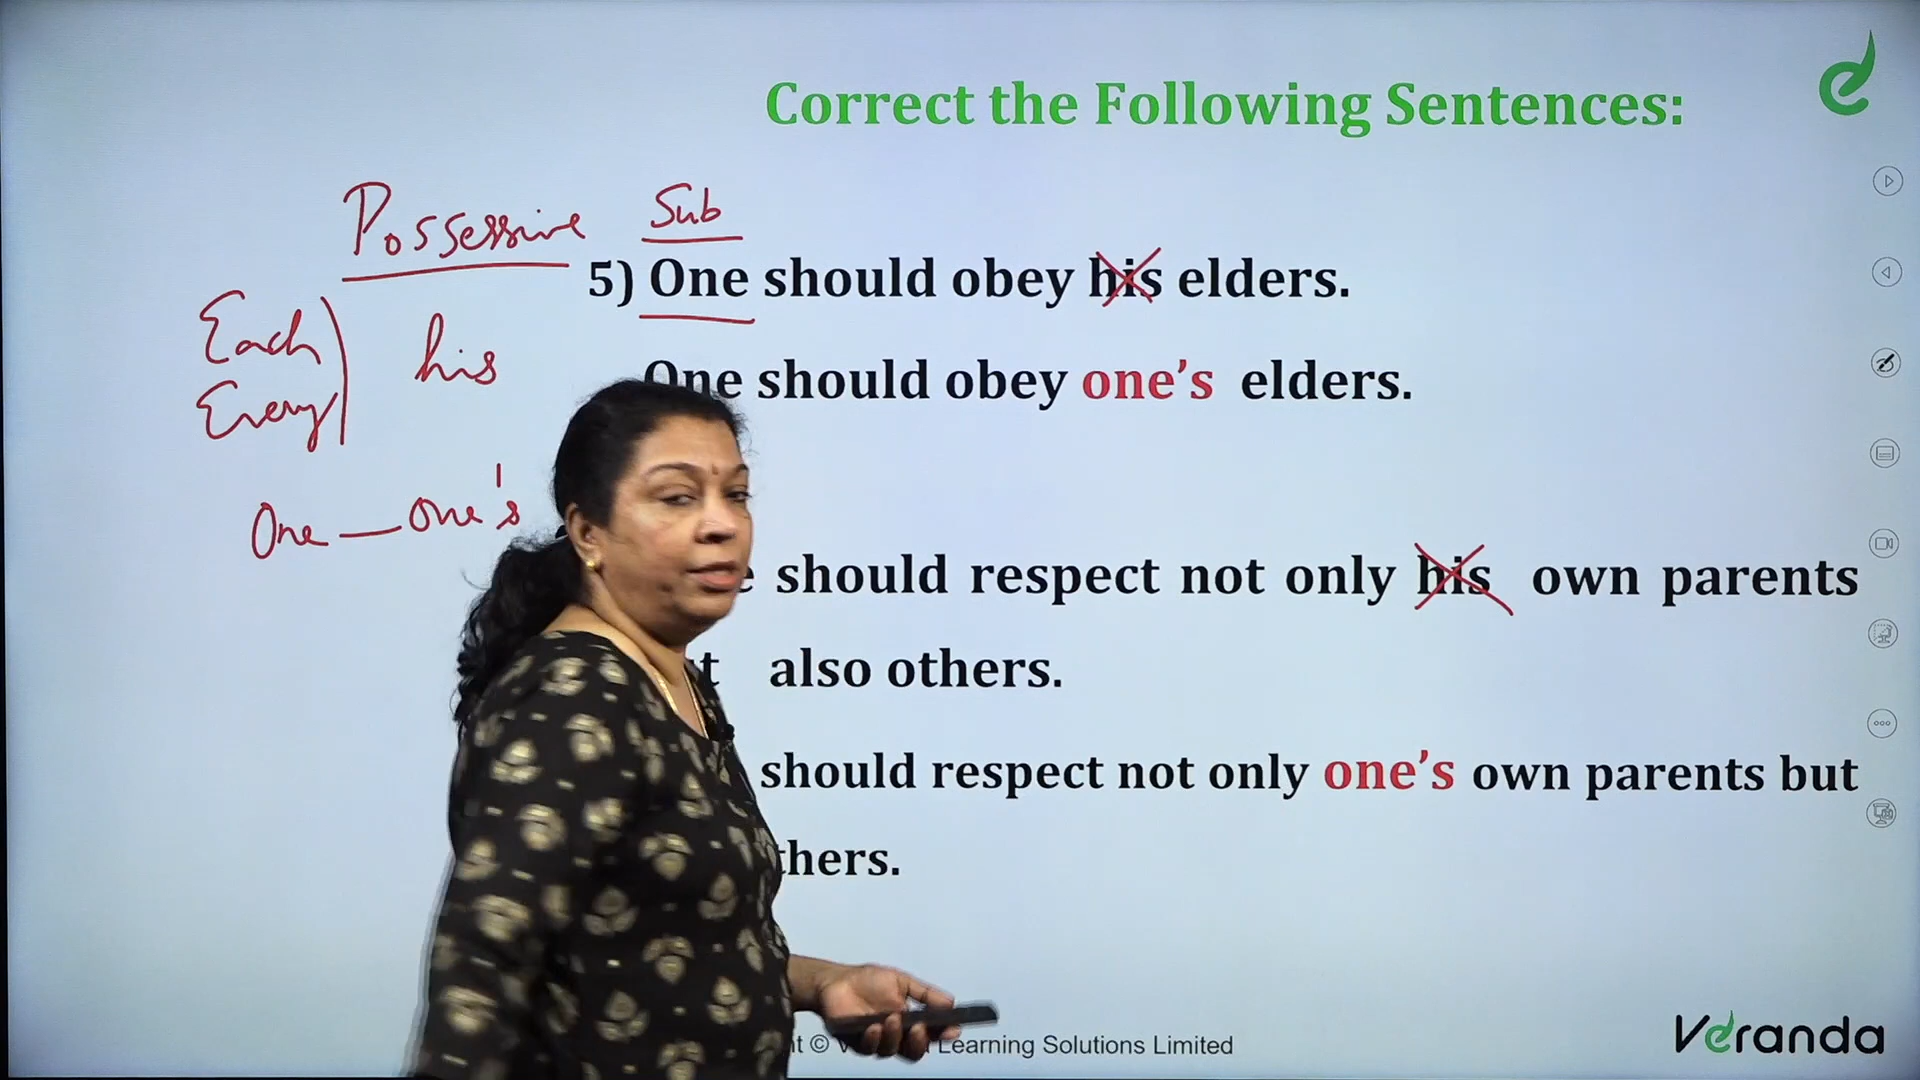 Correct the Following Sentences:
Possessive
Sub
5) One should obey his elders.
Each
Every
his
One should obey one's elders.
One — one's
should respect not only his own parents
also others.
should respect not only one's own parents but
© Learning Solutions Limited
Veranda